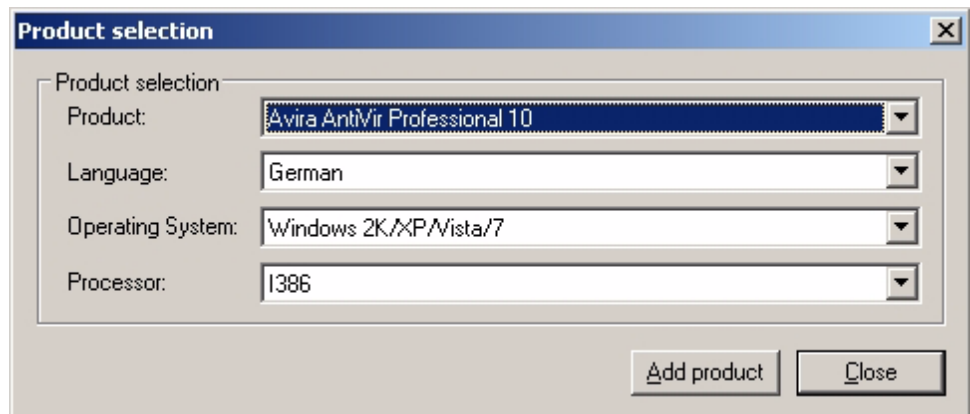 Product selection
Product selection
Product: Avira AntiVir Professional 10
Language: German
Operating System: Windows 2K/XP/Vista/7
Processor: I386
Add product Close